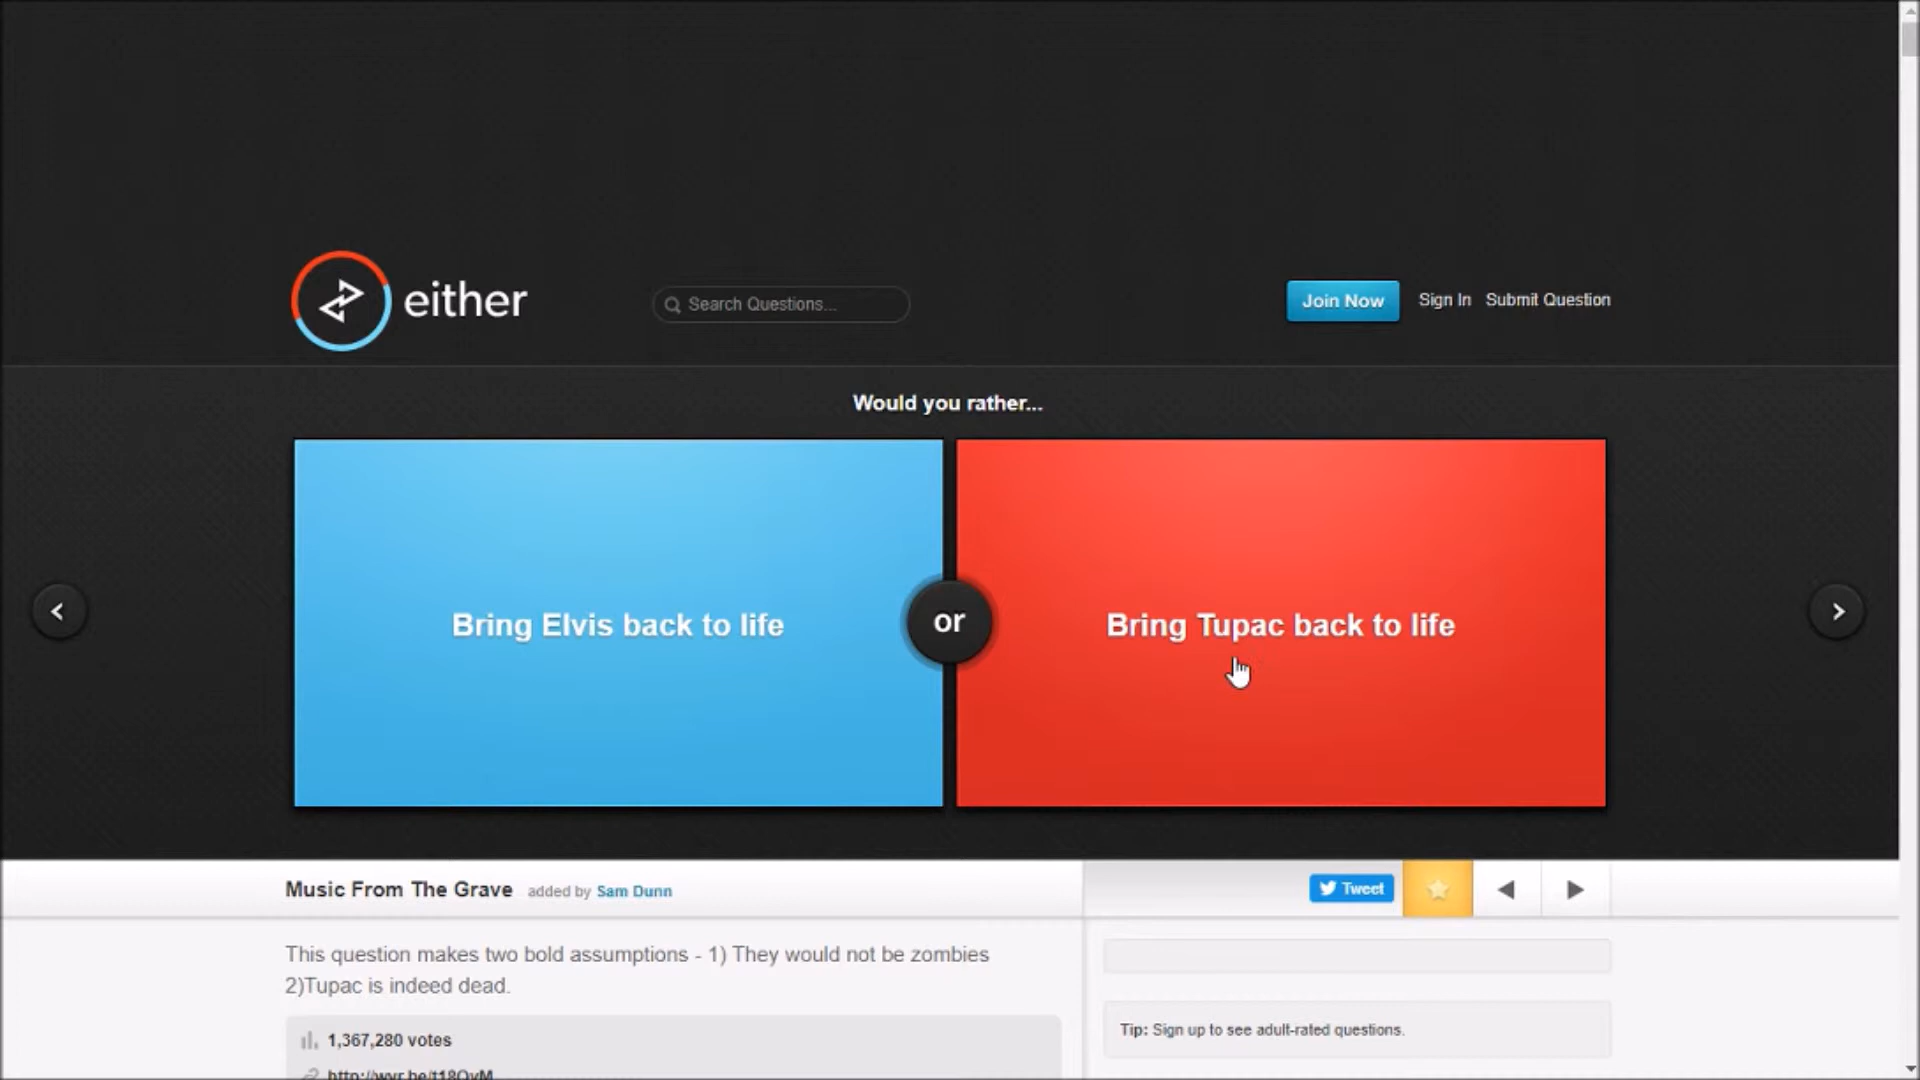 either
Search Questions...
Join Now
Sign In
Submit Question
Would you rather...
Bring Elvis back to life
or
Bring Tupac back to life
Music From The Grave added by Sam Dunn
Tweet
This question makes two bold assumptions - 1) They would not be zombies
2)Tupac is indeed dead.
Tip: Sign up to see adult-rated questions.
1,367,280 votes